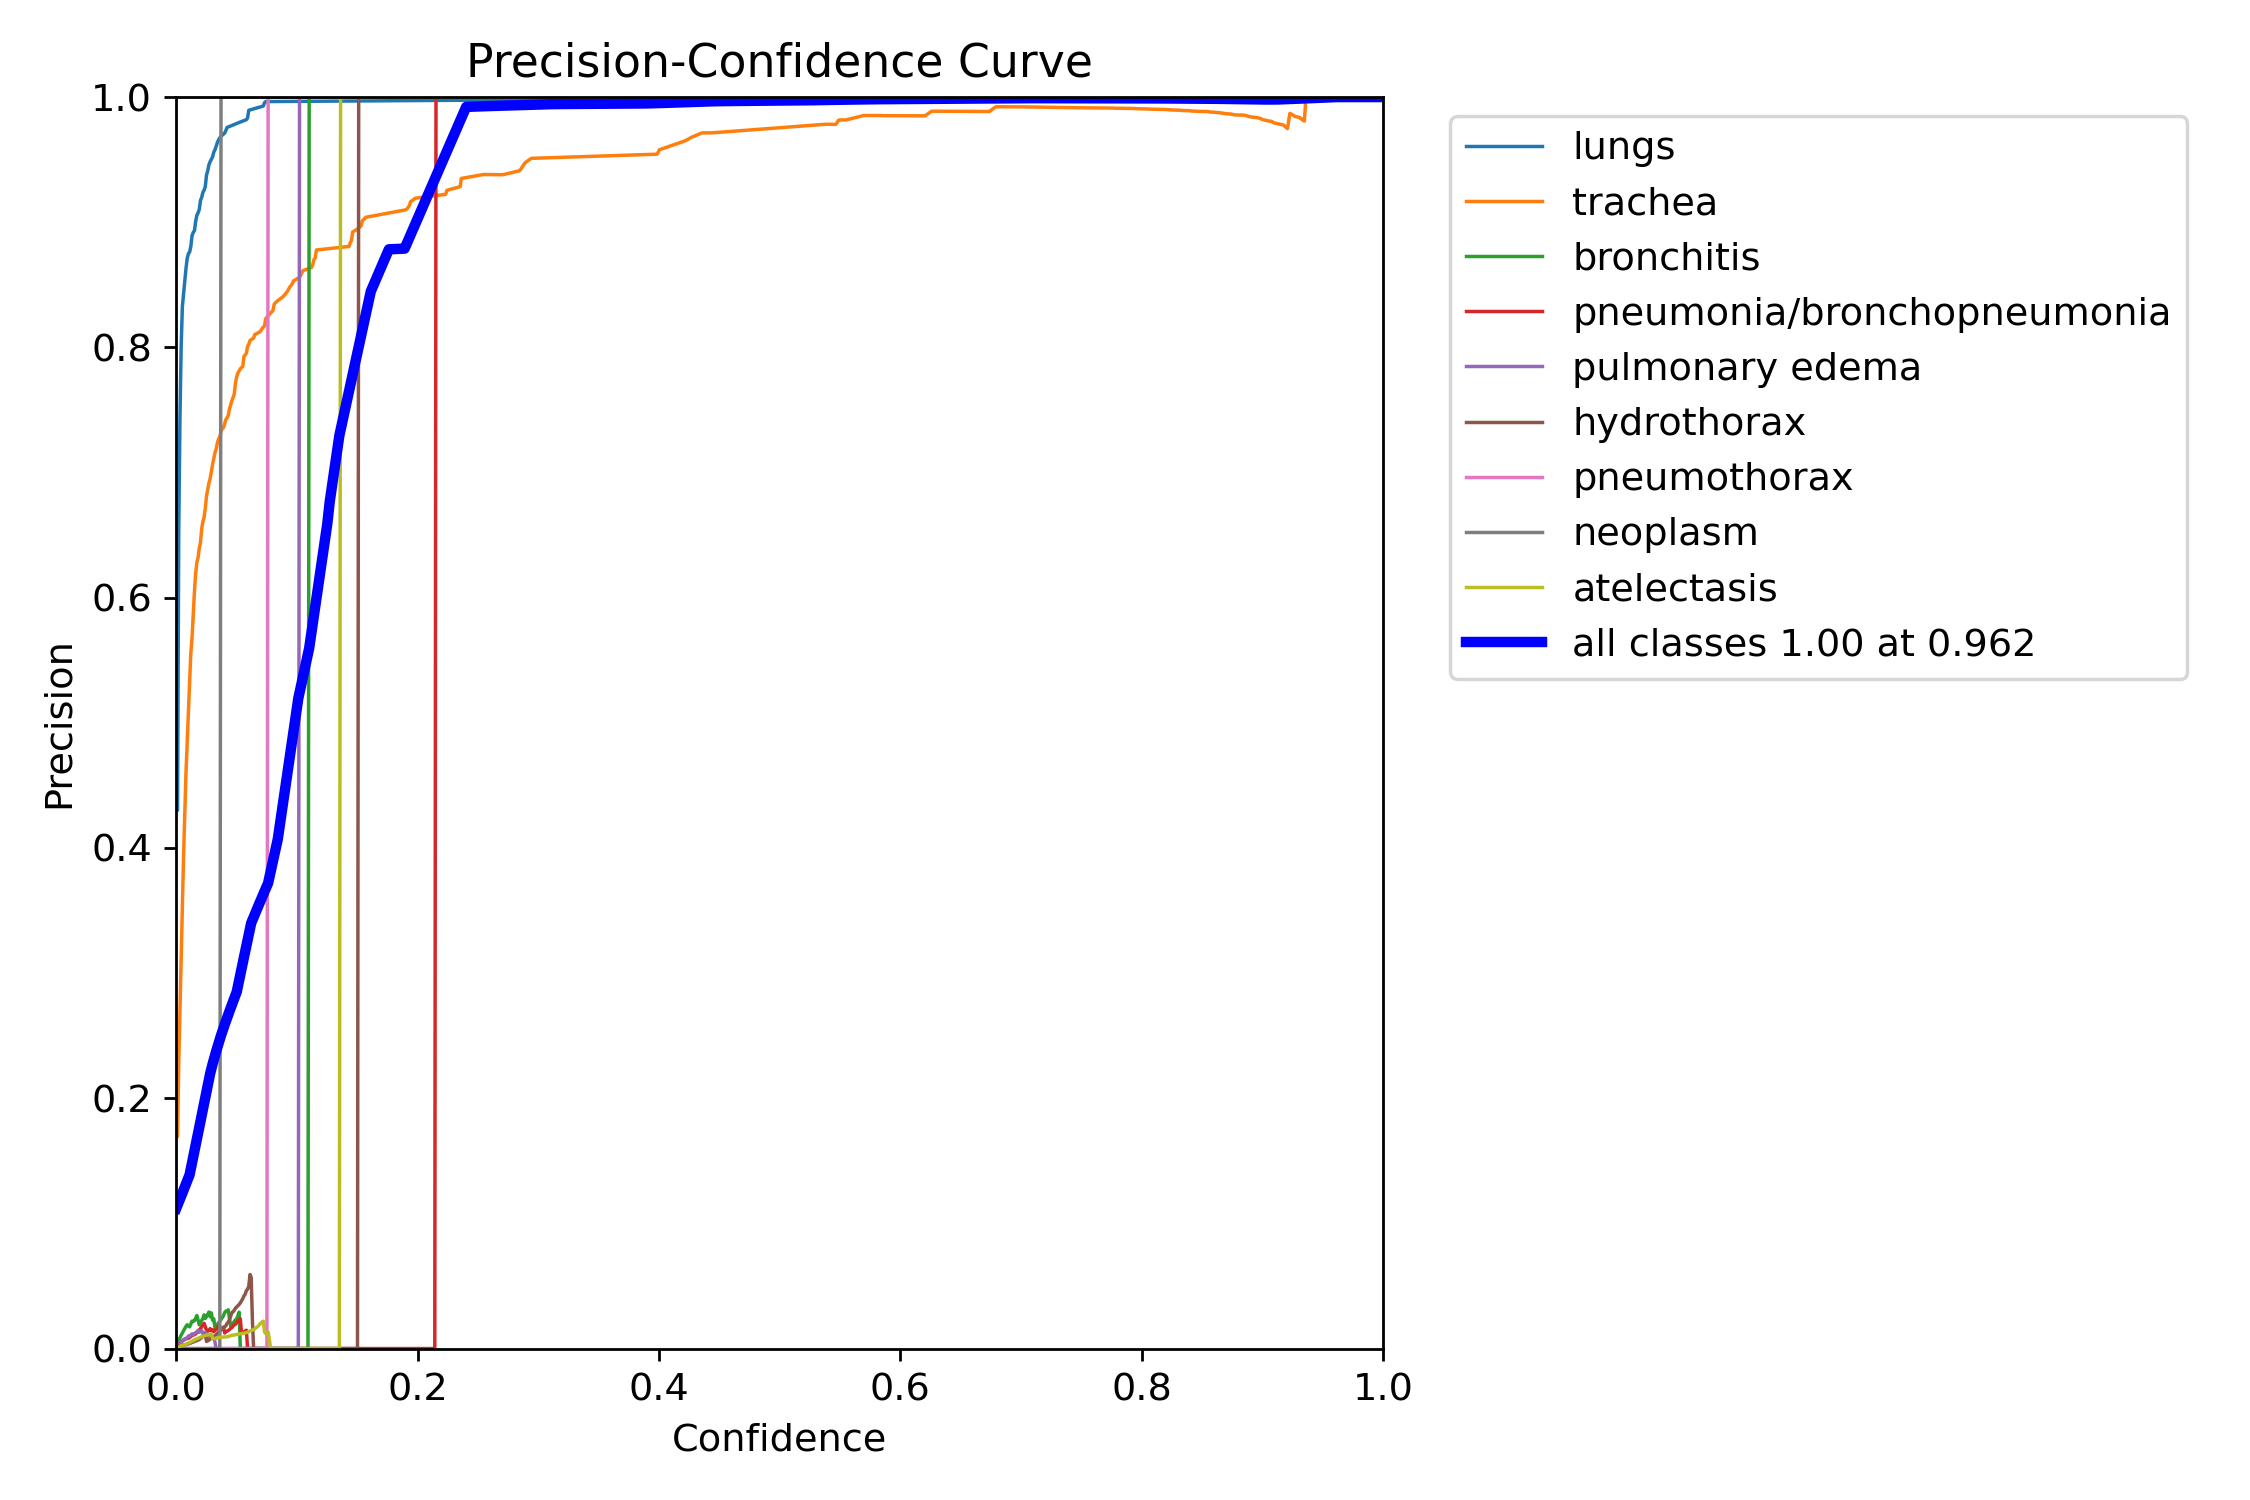 Precision-Confidence Curve
1.0
0.8
0.6
0.4
0.2
0.0
Precision
0.0 0.2 0.4 0.6 0.8 1.0
Confidence
lungs
trachea
bronchitis
pneumonia/bronchopneumonia
pulmonary edema
hydrothorax
pneumothorax
neoplasm
atelectasis
all classes 1.00 at 0.962